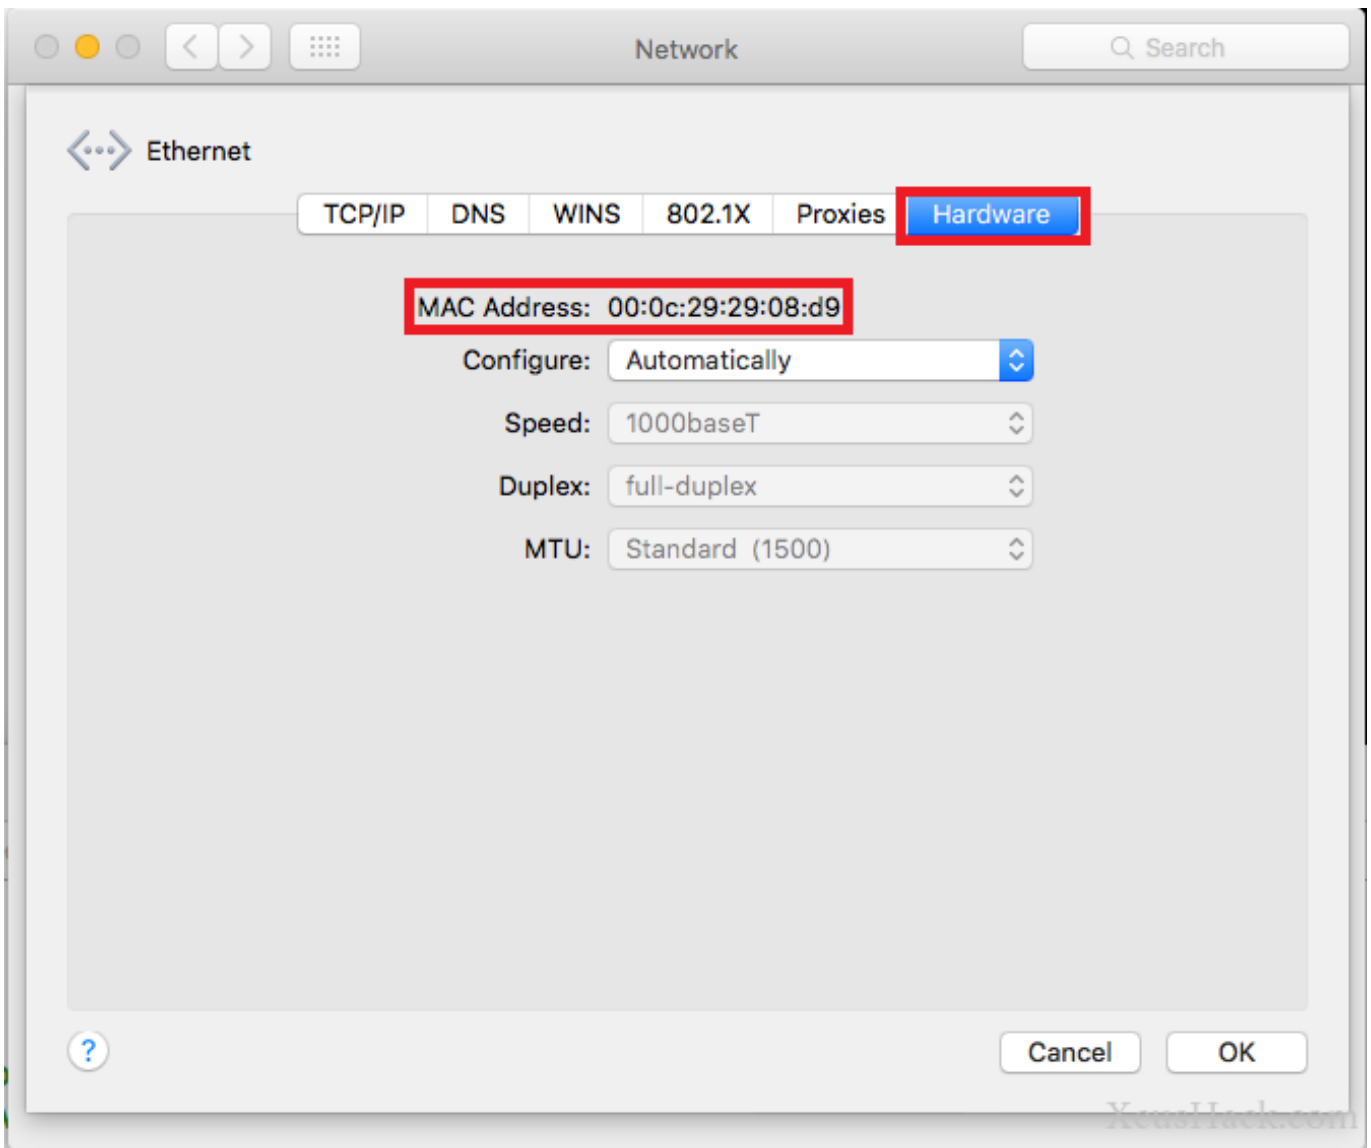 Network
Search
Ethernet
TCP/IP DNS WINS 802.1X Proxies Hardware
MAC Address: 00:0c:29:29:08:d9
Configure: Automatically
Speed: 1000baseT
Duplex: full-duplex
MTU: Standard (1500)
?
Cancel OK
XeusHack.com